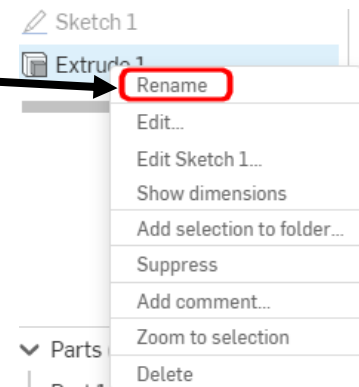 Sketch 1
Extrude 1
Rename
Edit...
Edit Sketch 1...
Show dimensions
Add selection to folder...
Suppress
Add comment...
Zoom to selection
Parts
Delete